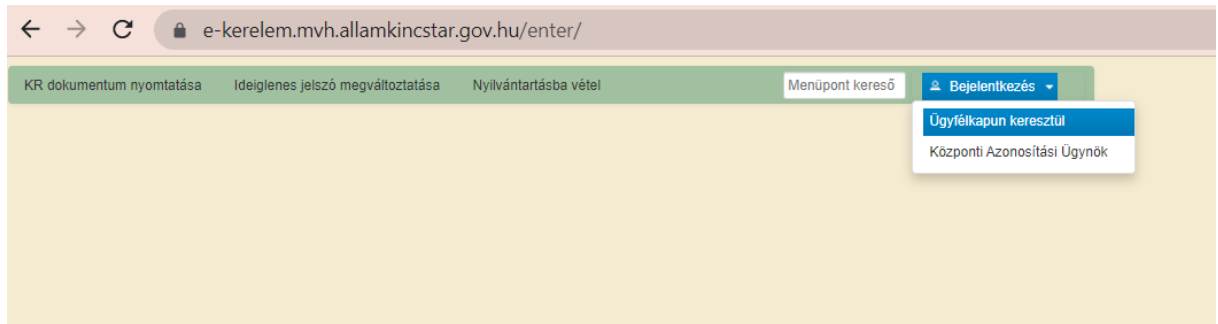 e-kerelem.mvh.allamkincstar.gov.hu/enter/
KR dokumentum nyomtatása Ideiglenes jelszó megváltoztatása Nyilvántartásba vétel Menüpont kereső Bejelentkezés
Ügyfélkapun keresztül
Központi Azonosítási Ügynök